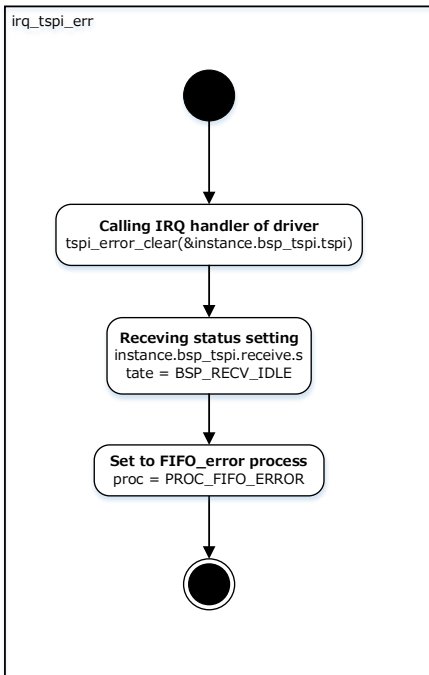 irq_tspi_err
Calling IRQ handler of driver
tspi_error_clear(&instance.bsp_tspi.tspi)
Receving status setting
instance.bsp_tspi.receive.s
tate = BSP_RECV_IDLE
Set to FIFO_error process
proc = PROC_FIFO_ERROR